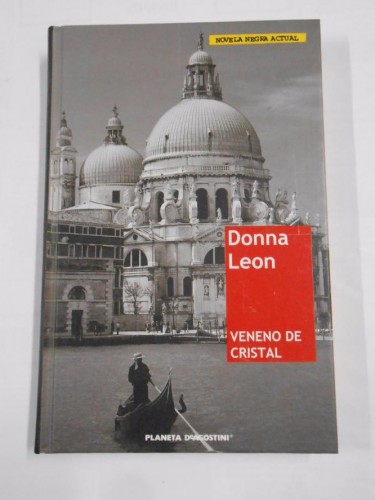 NOVELA NEGRA ACTUAL
Donna
Leon
VENENO DE
CRISTAL
PLANETA DEAGOSTINI